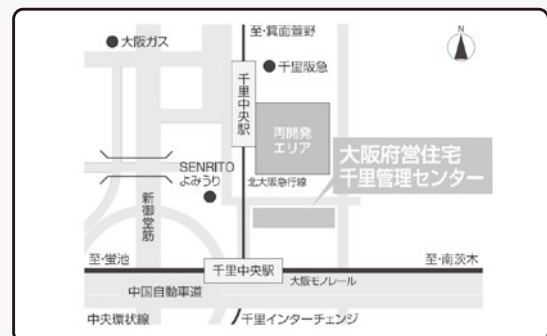 至・箕面萱野
N
大阪ガス
千里阪急
千里中央駅
再開発
エリア
大阪府営住宅
千里管理センター
SENRITO
よみうり
北大阪急行線
新御堂筋
至・蛍池
千里中央駅
至・南茨木
大阪モノレール
中国自動車道
中央環状線
千里インターチェンジ